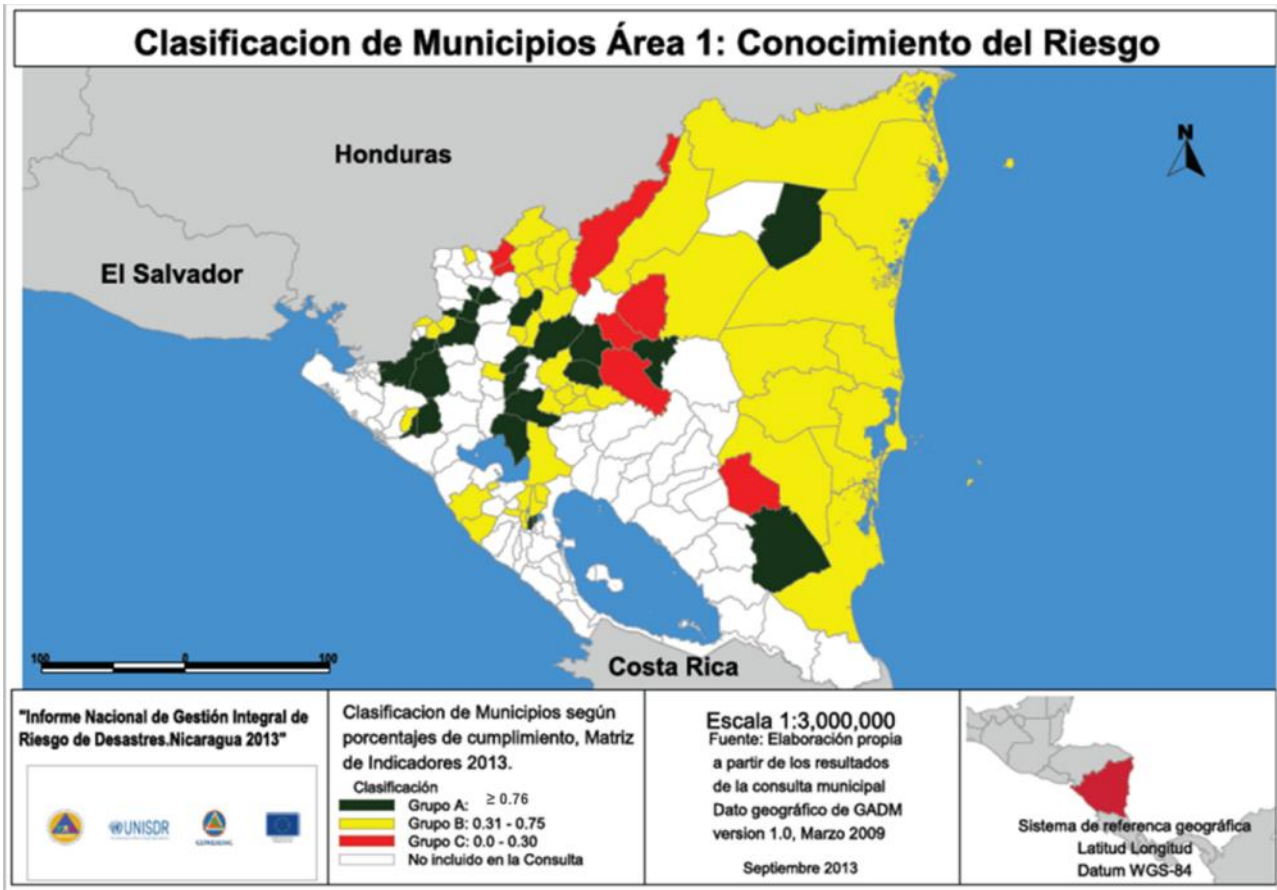 Clasificacion de Municipios Área 1: Conocimiento del Riesgo
Honduras
N
El Salvador
Costa Rica
100 0 100
"Informe Nacional de Gestión Integral de
Riesgo de Desastres.Nicaragua 2013"
UNISDR
Clasificacion de Municipios según
porcentajes de cumplimiento, Matriz
de Indicadores 2013.
Clasificación
Grupo A: ≥ 0.76
Grupo B: 0.31 - 0.75
Grupo C: 0.0 - 0.30
No incluido en la Consulta
Escala 1:3,000,000
Fuente: Elaboración propia
a partir de los resultados
de la consulta municipal
Dato geográfico de GADM
version 1.0, Marzo 2009
Septiembre 2013
Sistema de referenca geográfica
Latitud Longitud
Datum WGS-84